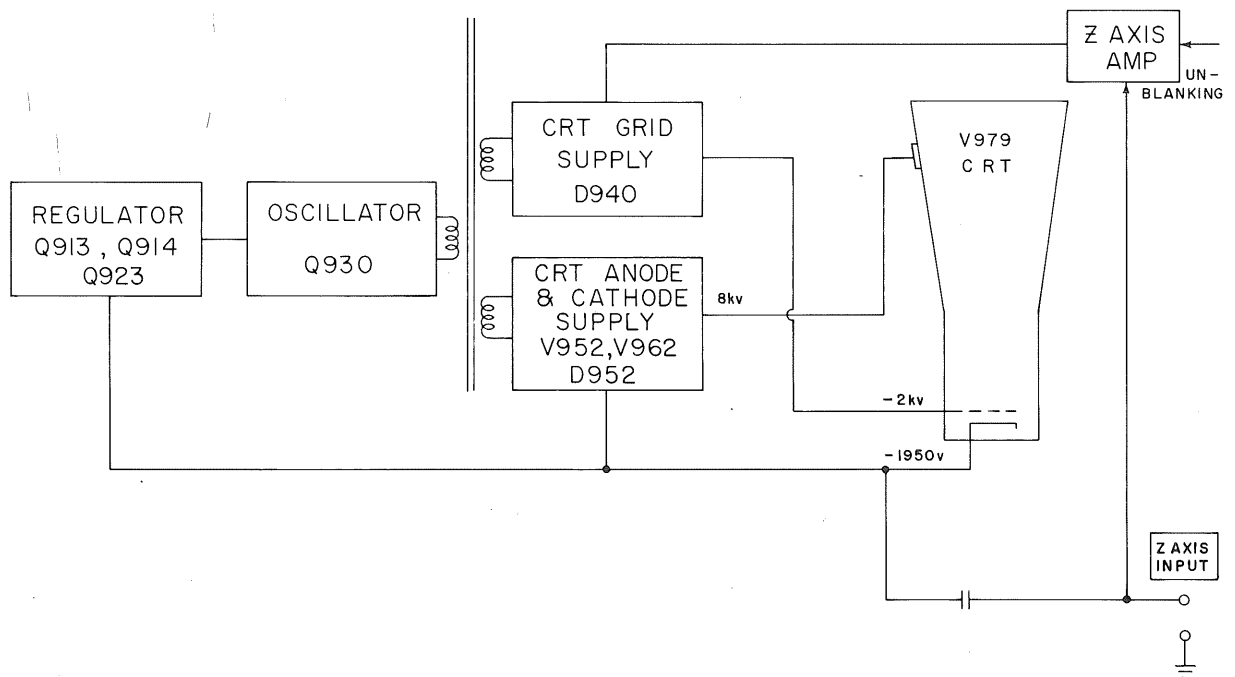 Z AXIS
AMP
UN-
BLANKING
CRT GRID
SUPPLY
D940
V979
CRT
REGULATOR
Q913, Q914
Q923
OSCILLATOR
Q930
CRT ANODE
& CATHODE
SUPPLY
V952,V962
D952
8kv
-2kv
-1950v
Z AXIS
INPUT